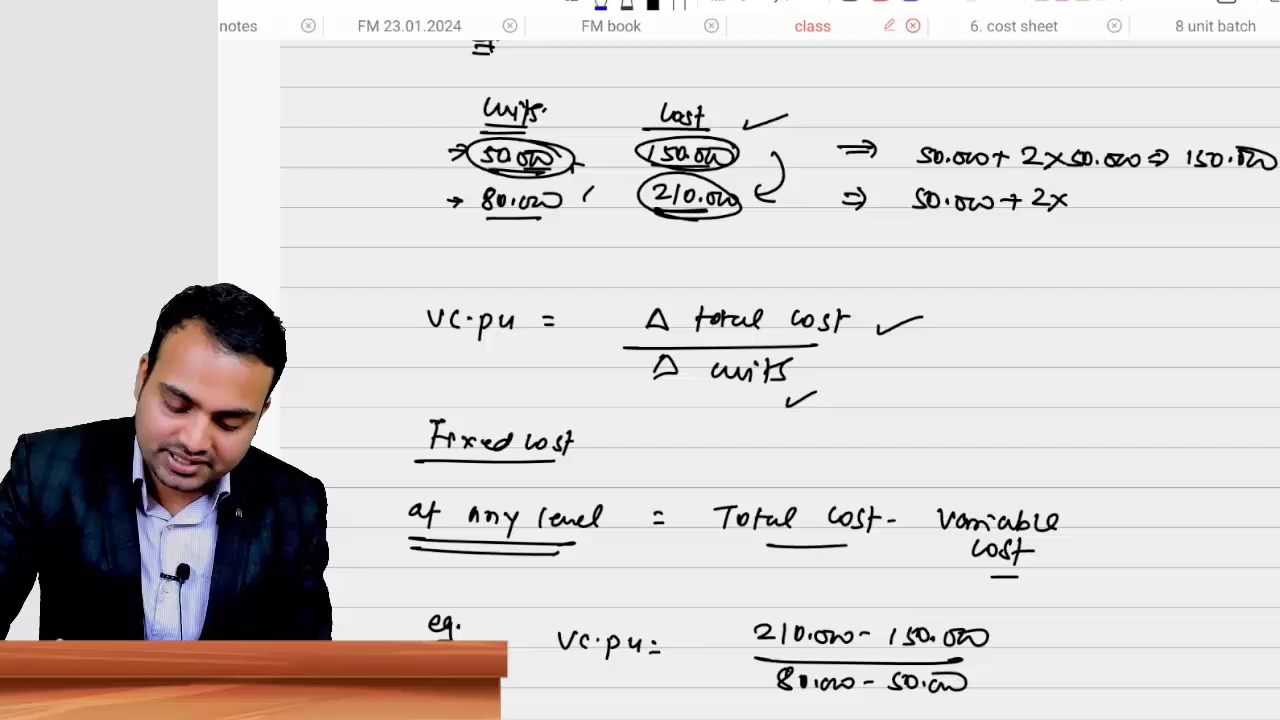 notes FM 23.01.2024 FM book class 6. cost sheet 8 unit batch
units. Cost
50.000 150.000 ⇒ 50.000 + 2×50.000 ⇒ 150.000
80.000 210.000 ⇒ 50.000 + 2×
VC.pu = Δ total cost
Δ units
Fixed cost
at any level = Total cost - Variable
cost
eg. VC.pu = 210.000 - 150.000
80.000 - 50.000